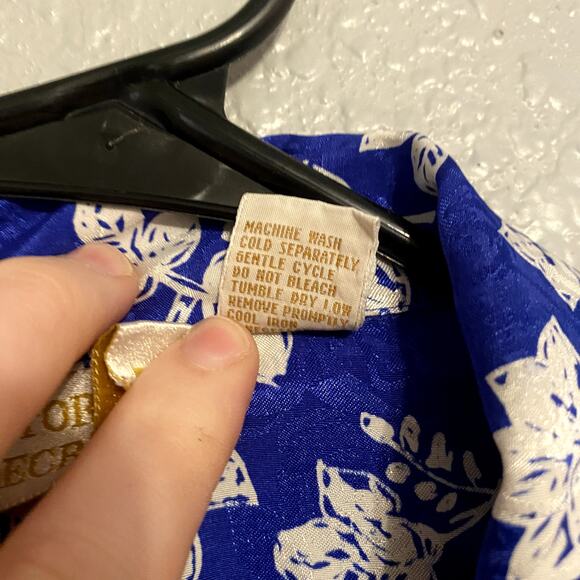 MACHINE WASH
COLD SEPARATELY
GENTLE CYCLE
DO NOT BLEACH
TUMBLE DRY LOW
REMOVE PROMPTLY
COOL IRON